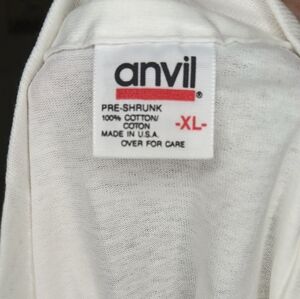 anvil®
PRE-SHRUNK
100% COTTON/
COTON
-XL-
MADE IN U.S.A.
OVER FOR CARE